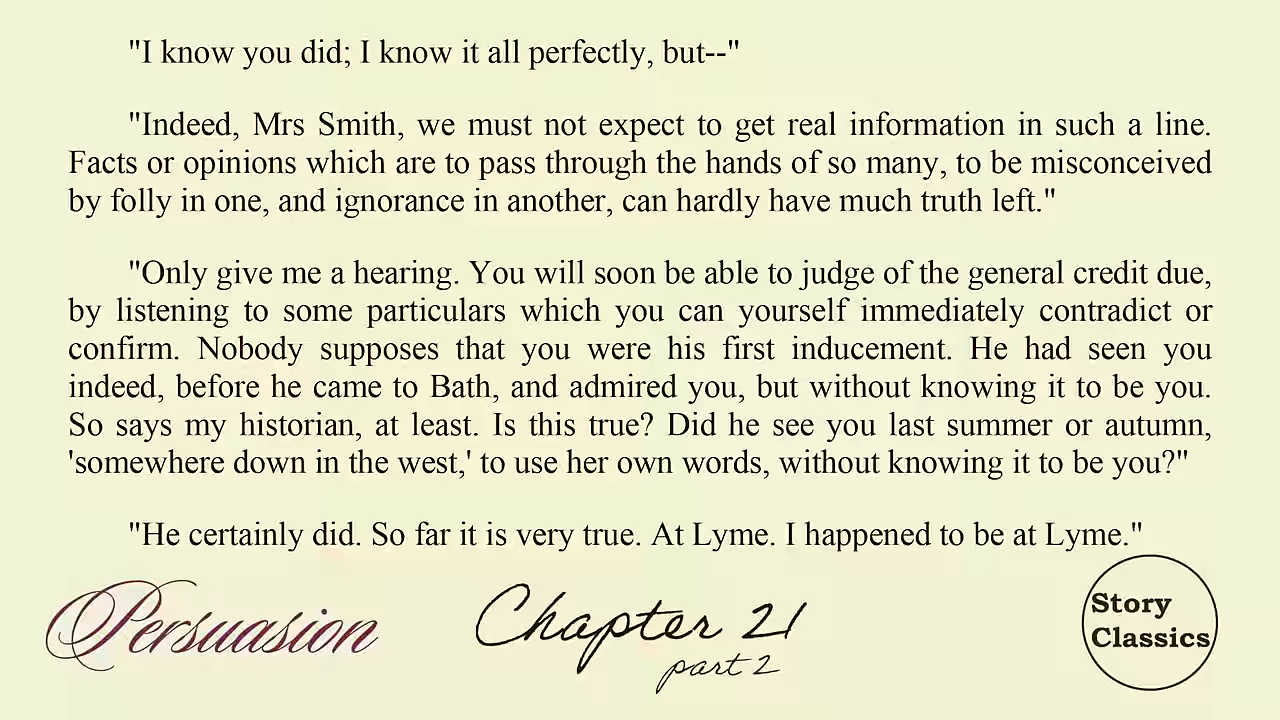 "I know you did; I know it all perfectly, but--"
"Indeed, Mrs Smith, we must not expect to get real information in such a line.
Facts or opinions which are to pass through the hands of so many, to be misconceived
by folly in one, and ignorance in another, can hardly have much truth left."
"Only give me a hearing. You will soon be able to judge of the general credit due,
by listening to some particulars which you can yourself immediately contradict or
confirm. Nobody supposes that you were his first inducement. He had seen you
indeed, before he came to Bath, and admired you, but without knowing it to be you.
So says my historian, at least. Is this true? Did he see you last summer or autumn,
'somewhere down in the west,' to use her own words, without knowing it to be you?"
"He certainly did. So far it is very true. At Lyme. I happened to be at Lyme."
Persuasion
Chapter 21
part 2
Story
Classics